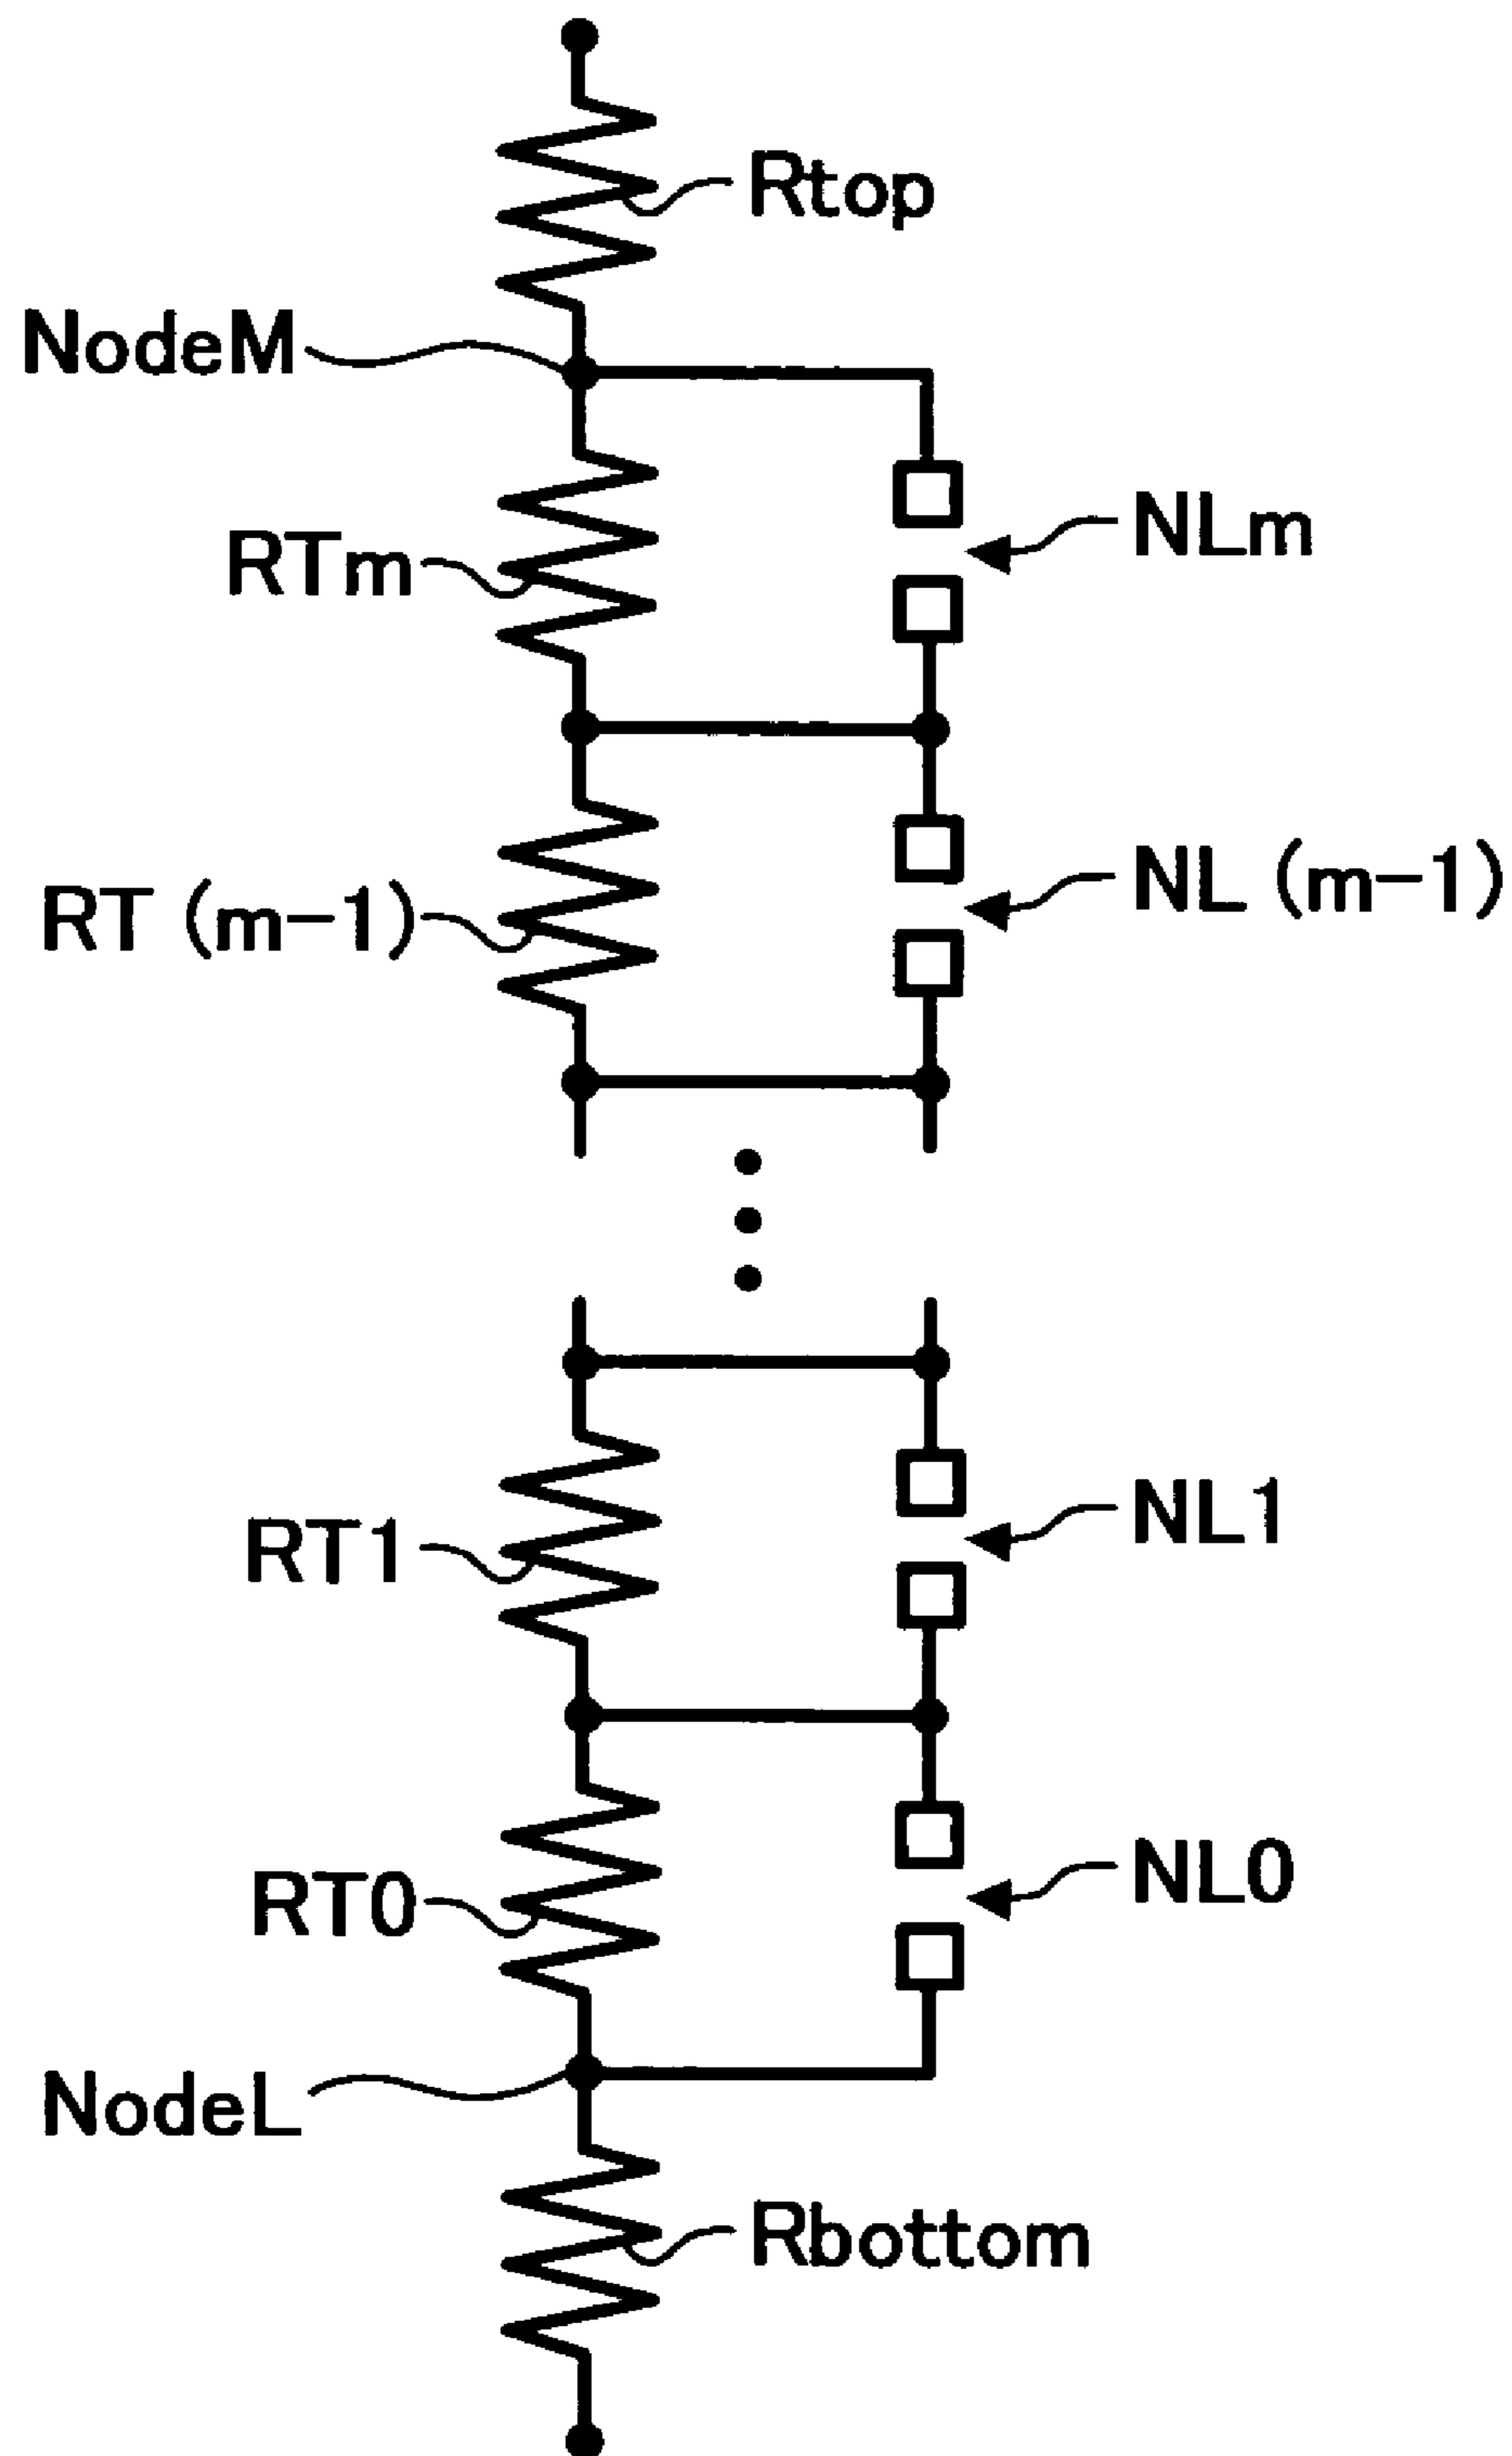 Rtop
NodeM
RTm
NLm
RT (m-1)
NL (m-1)
RT1
NL1
RT0
NL0
NodeL
Rbottom